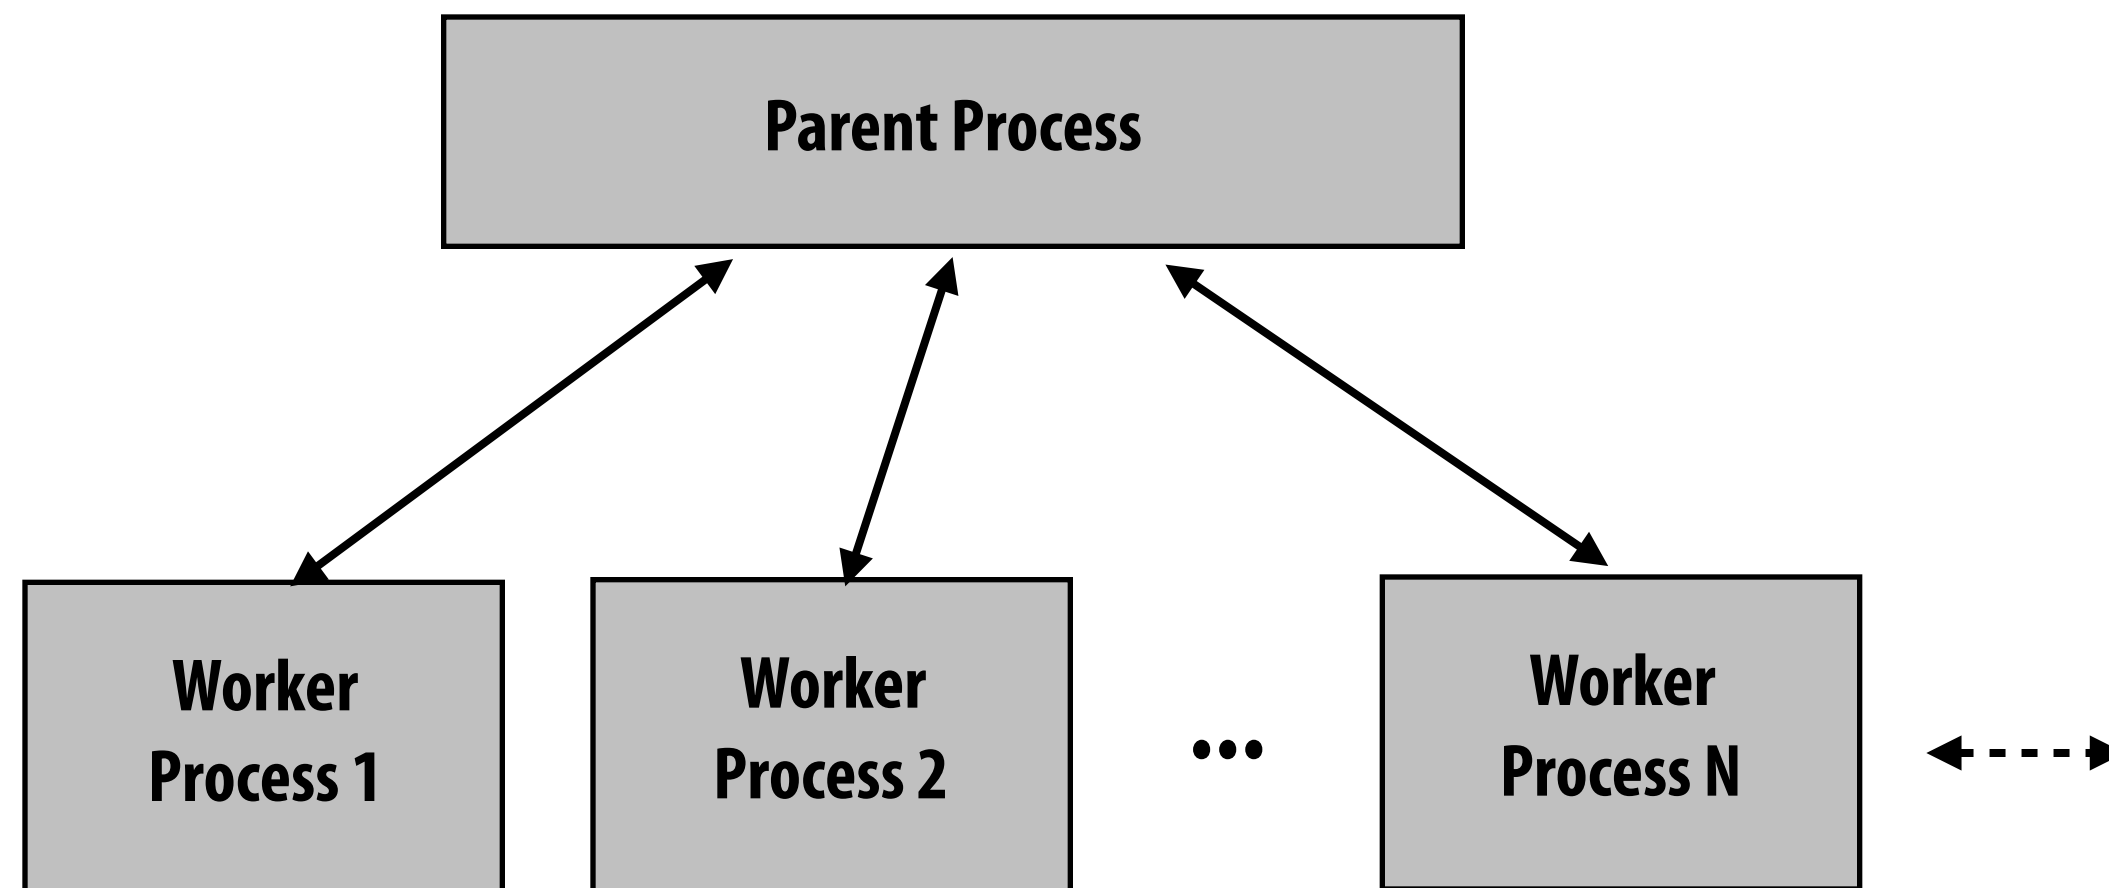 Parent Process
Worker
Process 1
Worker
Process 2
•••
Worker
Process N